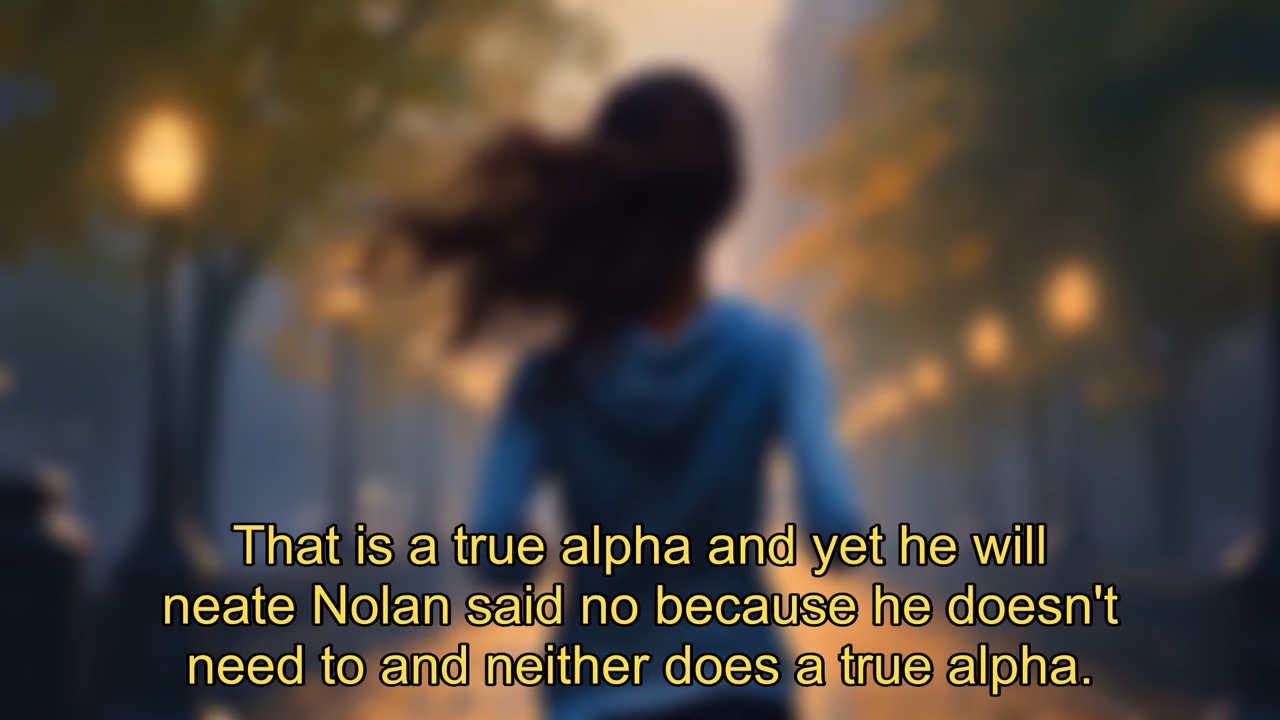 That is a true alpha and yet he will
neate Nolan said no because he doesn't
need to and neither does a true alpha.